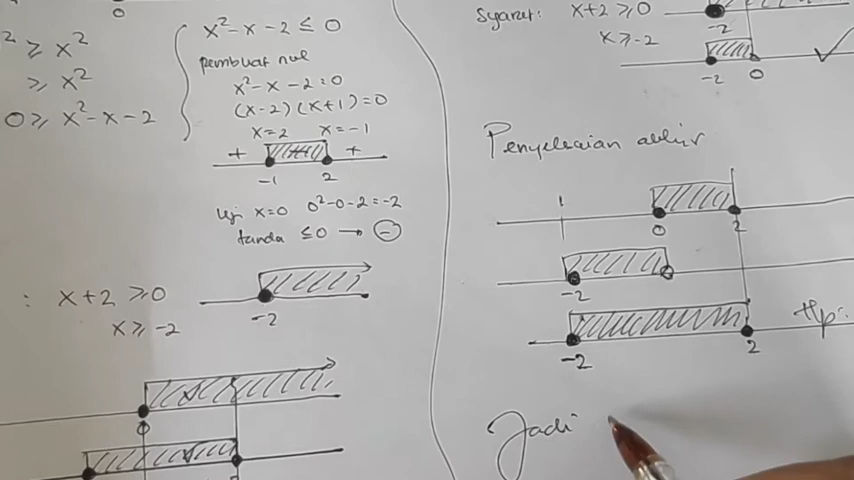 0
² ≥ x²
≥ x²
0 ≥ x² - x - 2
x² - x - 2 ≤ 0
pembuat nol
x² - x - 2 = 0
(x-2) (x+1) = 0
x = 2 x = -1
+ +
-1 2
Uji x=0 0²-0-2 = -2
tanda ≤ 0 → (-)
: x+2 ≥ 0
x ≥ -2
-2
0
Syarat: x+2 ≥ 0
x ≥ -2
-2
-2 0 ✓
Penyelesaian akhir
1
0 2
-2
-2 2
Hp:
Jadi